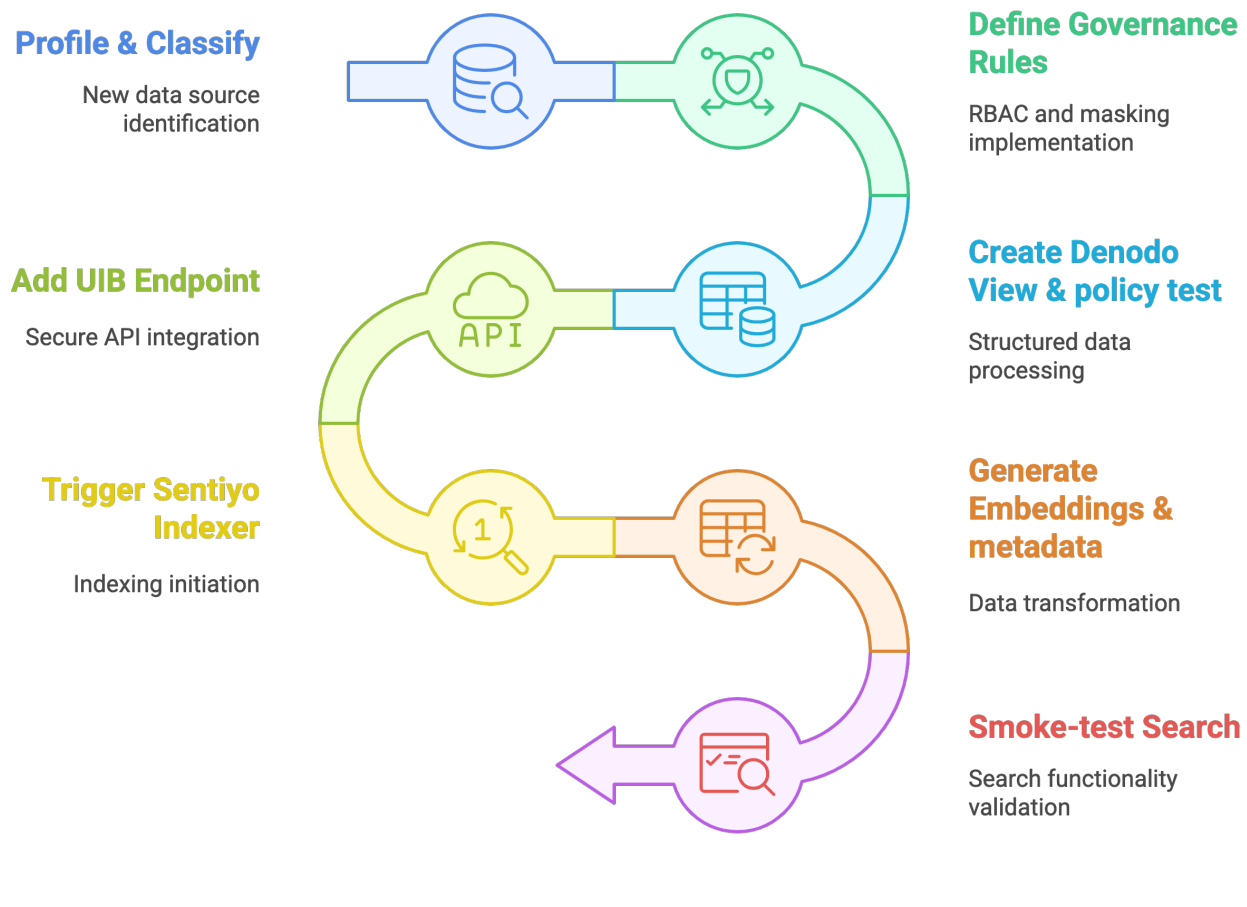 Profile & Classify
New data source
identification
Define Governance
Rules
RBAC and masking
implementation
Create Denodo
View & policy test
Structured data
processing
Add UIB Endpoint
Secure API integration
API
Trigger Sentiyo
Indexer
Indexing initiation
1
Generate
Embeddings &
metadata
Data transformation
Smoke-test Search
Search functionality
validation